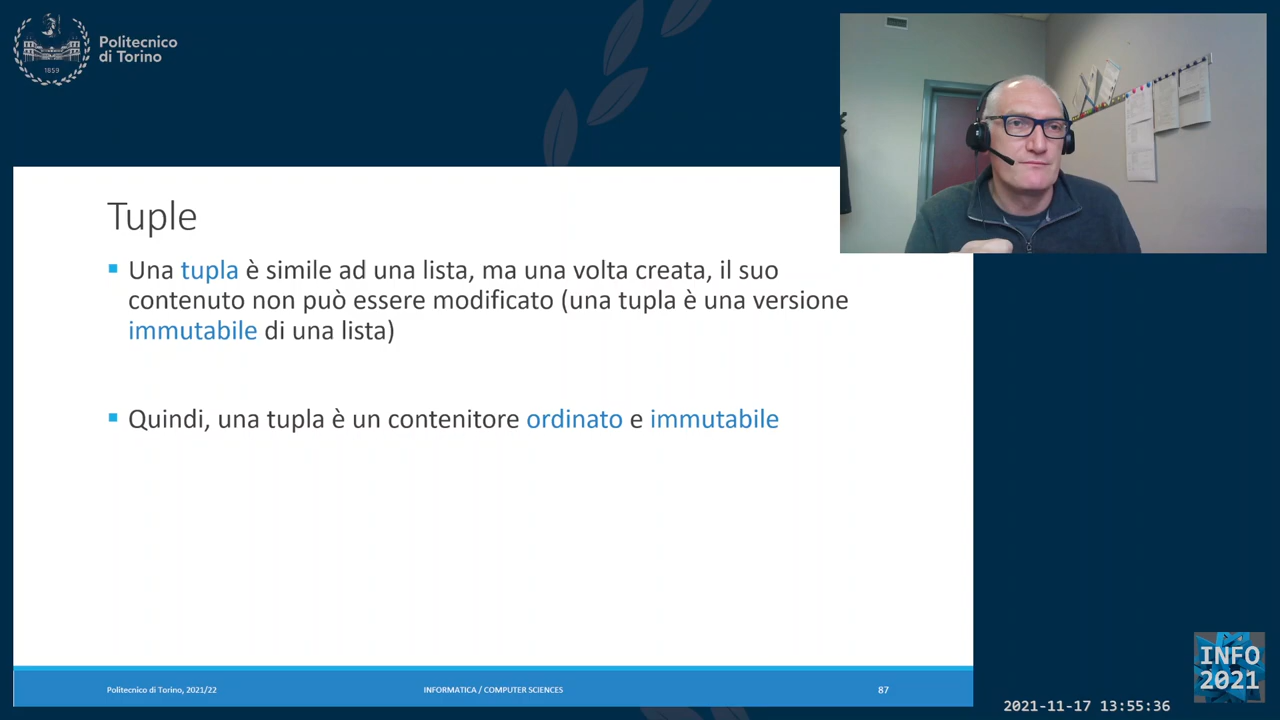 Politecnico
di Torino
1859
Tuple
Una tupla è simile ad una lista, ma una volta creata, il suo
contenuto non può essere modificato (una tupla è una versione
immutabile di una lista)
Quindi, una tupla è un contenitore ordinato e immutabile
Politecnico di Torino, 2021/22
INFORMATICA / COMPUTER SCIENCES
87
INFO
2021
2021-11-17 13:55:36